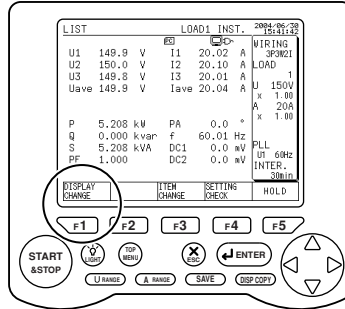 LIST LOAD1 INST. 2004/06/30
15:41:42
PC
U1 149.9 V I1 20.02 A
U2 150.0 V I2 20.10 A
U3 149.8 V I3 20.01 A
Uave 149.9 V Iave 20.04 A
P 5.208 kW PA 0.0 °
Q 0.000 kvar f 60.01 Hz
S 5.208 kVA DC1 0.0 mV
PF 1.000 DC2 0.0 mV
WIRING
3P3W2I
LOAD
1
U 150V
x 1.00
A 20A
x 1.00
PLL
U1 60Hz
INTER.
30min
DISPLAY CHANGE
ITEM CHANGE
SETTING CHECK
HOLD
F1 F2 F3 F4 F5
START &STOP
LIGHT
TOP MENU
ESC
ENTER
U RANGE A RANGE SAVE DISP COPY